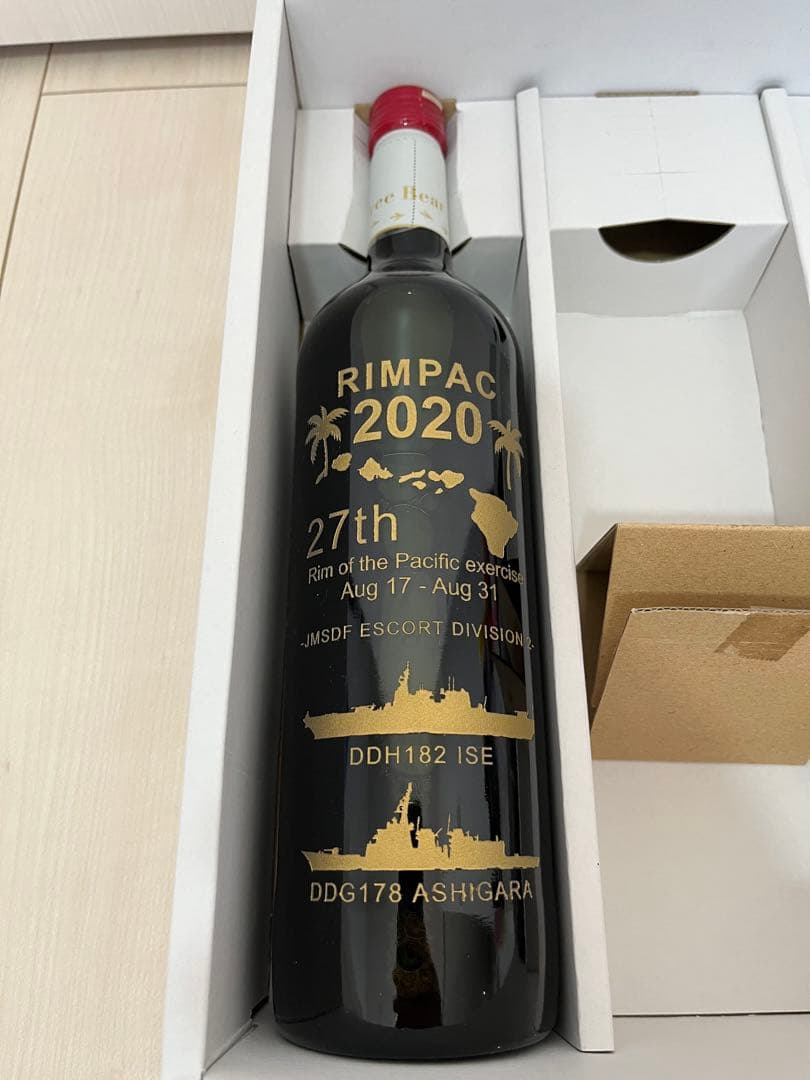 Bear
RIMPAC
2020
27th
Rim of the Pacific exercise
Aug 17 - Aug 31
-JMSDF ESCORT DIVISION 2-
DDH182 ISE
DDG178 ASHIGARA